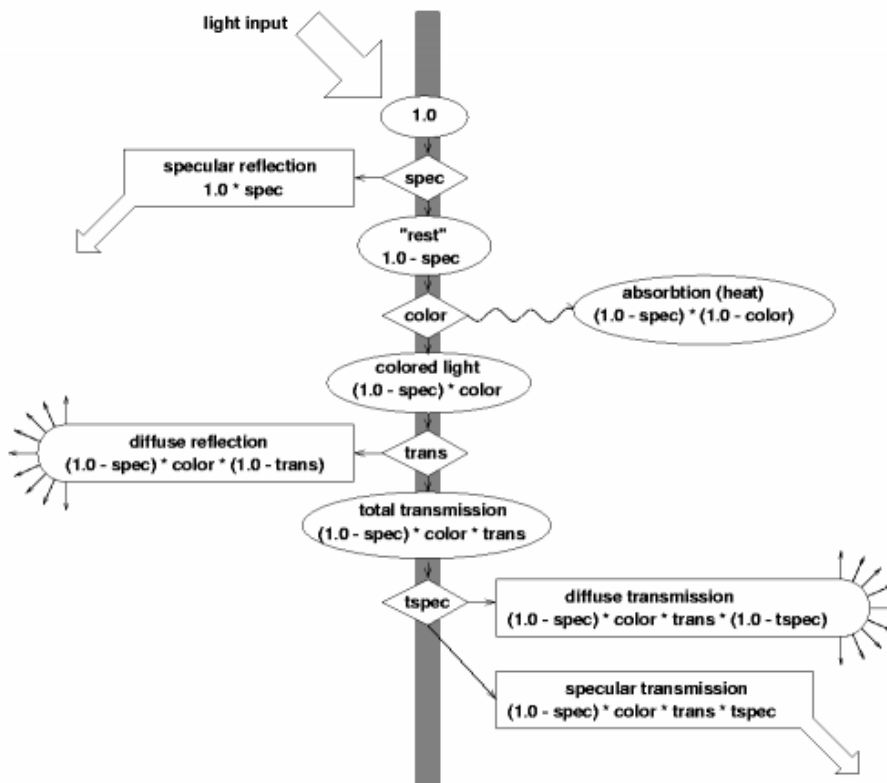 light input
1.0
spec
specular reflection
1.0 * spec
"rest"
1.0 - spec
color
absorbtion (heat)
(1.0 - spec) * (1.0 - color)
colored light
(1.0 - spec) * color
trans
diffuse reflection
(1.0 - spec) * color * (1.0 - trans)
total transmission
(1.0 - spec) * color * trans
tspec
diffuse transmission
(1.0 - spec) * color * trans * (1.0 - tspec)
specular transmission
(1.0 - spec) * color * trans * tspec